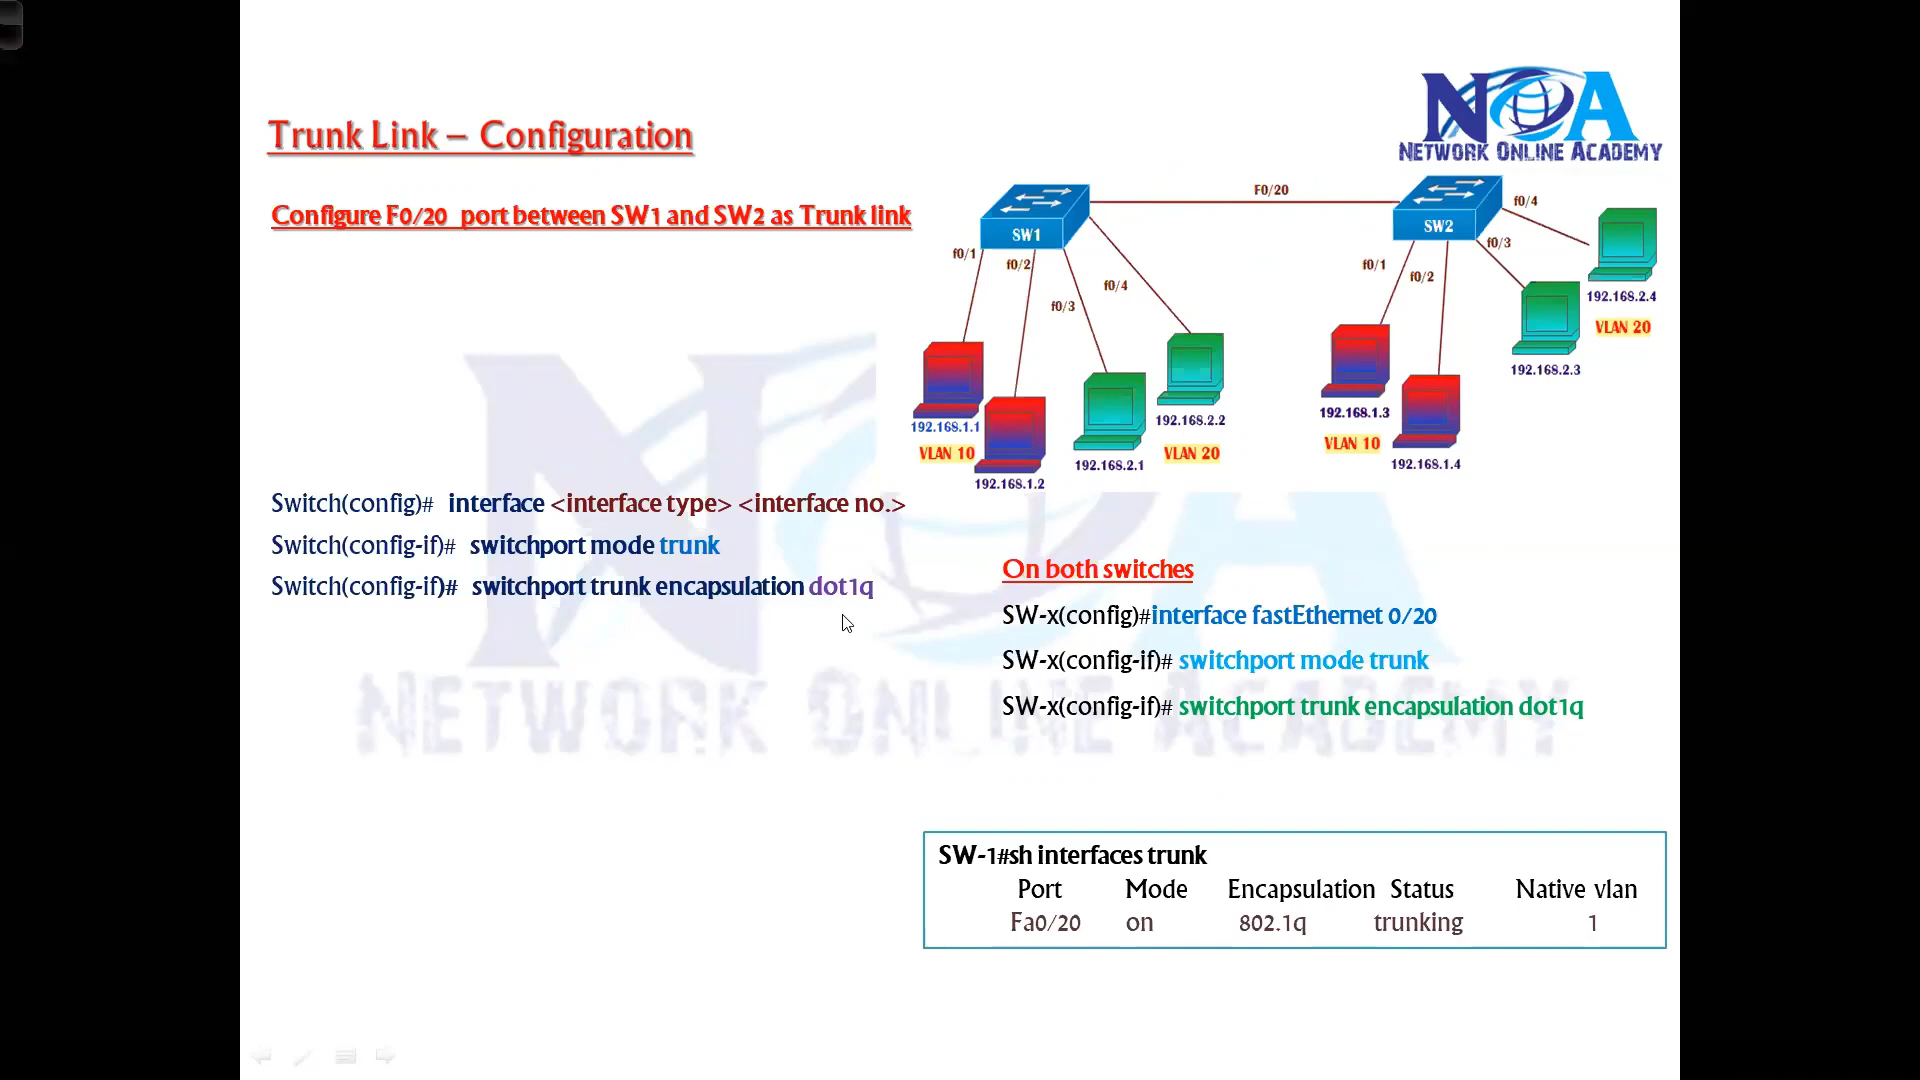 NOA
NETWORK ONLINE ACADEMY
Trunk Link – Configuration
Configure F0/20 port between SW1 and SW2 as Trunk link
F0/20
SW1
SW2
f0/1
f0/2
f0/3
f0/4
f0/1
f0/2
f0/3
f0/4
192.168.1.1
VLAN 10
192.168.1.2
192.168.2.1
192.168.2.2
VLAN 20
192.168.1.3
VLAN 10
192.168.1.4
192.168.2.3
192.168.2.4
VLAN 20
Switch(config)# interface <interface type> <interface no.>
Switch(config-if)# switchport mode trunk
Switch(config-if)# switchport trunk encapsulation dot1q
On both switches
SW-x(config)#interface fastEthernet 0/20
SW-x(config-if)# switchport mode trunk
SW-x(config-if)# switchport trunk encapsulation dot1q
NOA
NETWORK ONLINE ACADEMY
SW-1#sh interfaces trunk
Port Mode Encapsulation Status Native vlan
Fa0/20 on 802.1q trunking 1